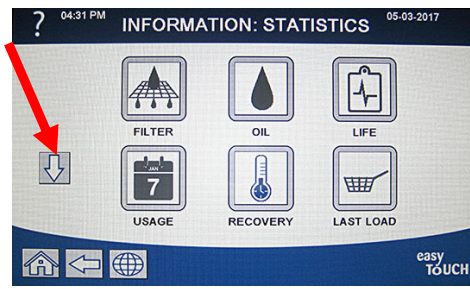 ?
04:31 PM
INFORMATION: STATISTICS
05-03-2017
FILTER
OIL
LIFE
JAN
7
USAGE
RECOVERY
LAST LOAD
easy
TOUCH